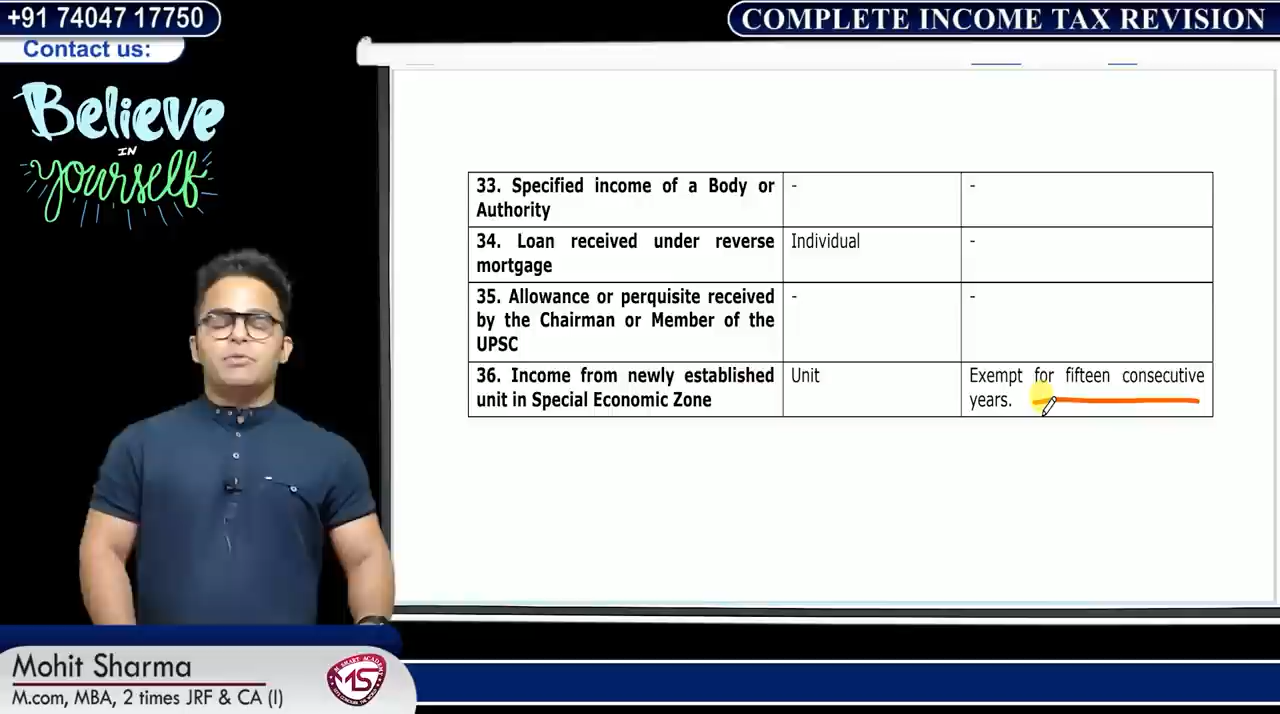 +91 74047 17750
Contact us:
COMPLETE INCOME TAX REVISION
Believe
IN
yourself
33. Specified income of a Body or
Authority
-
-
34. Loan received under reverse
mortgage
Individual
-
35. Allowance or perquisite received
by the Chairman or Member of the
UPSC
-
-
36. Income from newly established
unit in Special Economic Zone
Unit
Exempt for fifteen consecutive
years.
Mohit Sharma
M.com, MBA, 2 times JRF & CA (I)
M SMART ACADEMY
MS